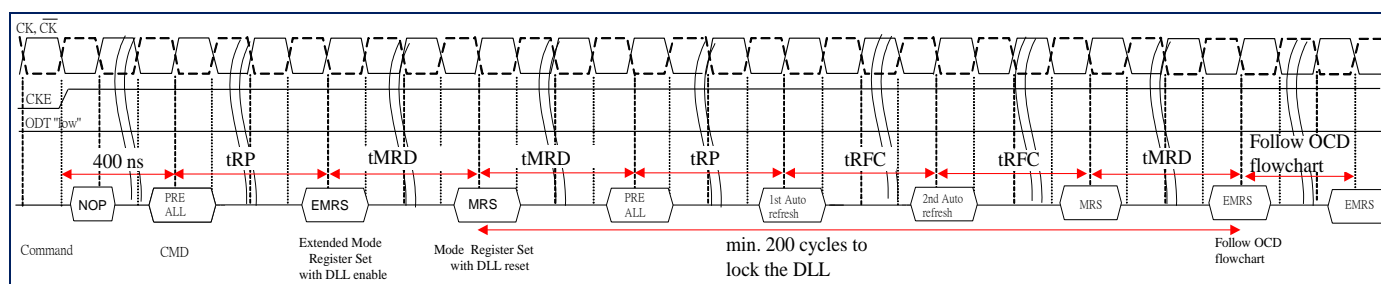 CK, CK
CKE
ODT "low"
400 ns
tRP
tMRD
tMRD
tRP
tRFC
tRFC
tMRD
Follow OCD
flowchart
NOP
PRE
ALL
EMRS
MRS
PRE
ALL
1st Auto
refresh
2nd Auto
refresh
MRS
EMRS
EMRS
Command
CMD
Extended Mode
Register Set
with DLL enable
Mode Register Set
with DLL reset
min. 200 cycles to
lock the DLL
Follow OCD
flowchart